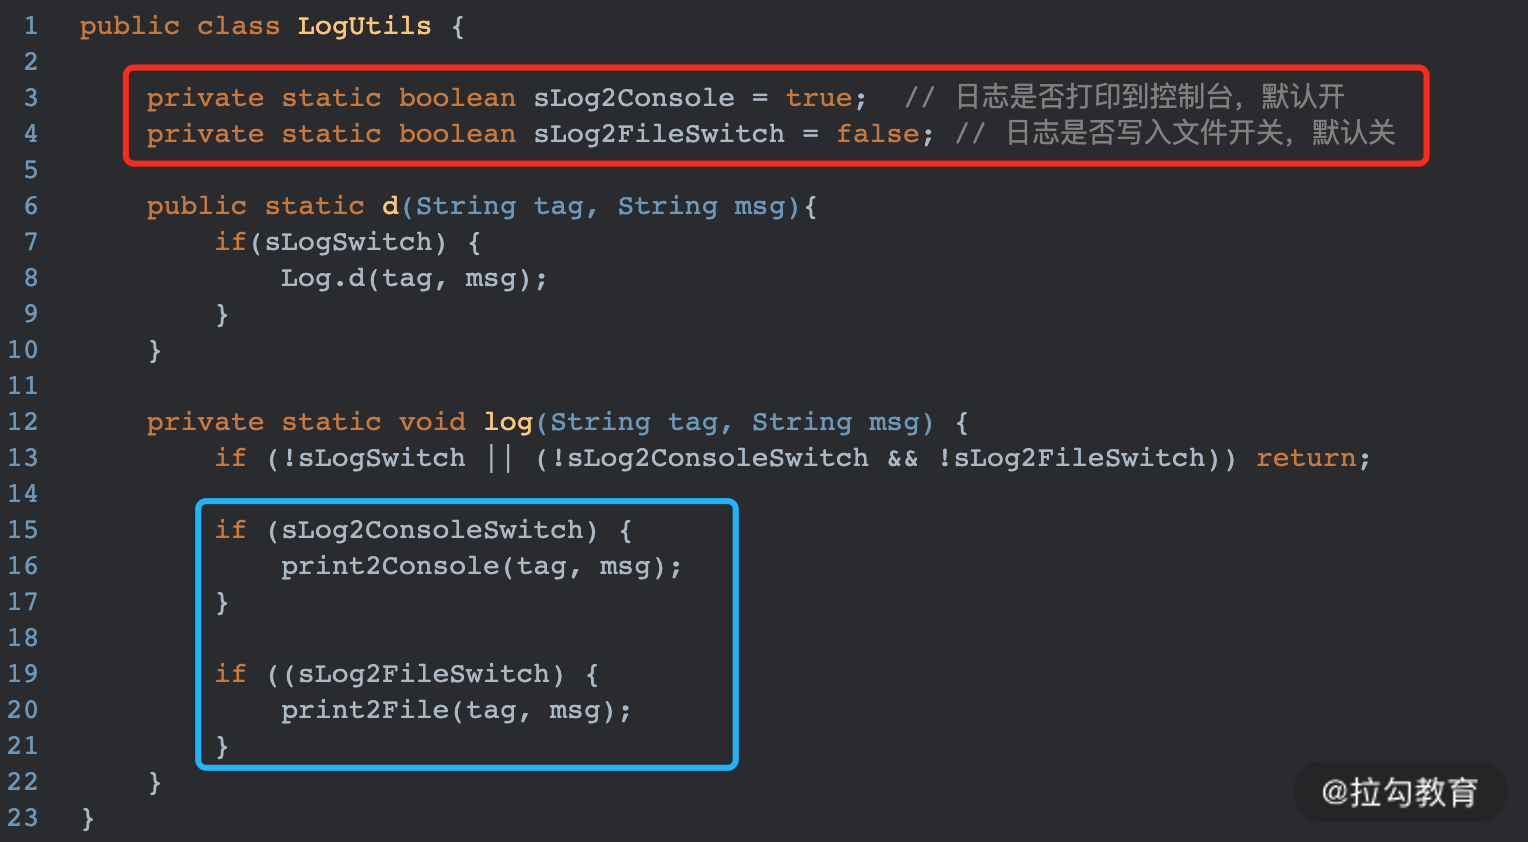 1 public class LogUtils {
2
3 private static boolean sLog2Console = true; // 日志是否打印到控制台，默认开
4 private static boolean sLog2FileSwitch = false; // 日志是否写入文件开关，默认关
5
6 public static d(String tag, String msg){
7 if(sLogSwitch) {
8 Log.d(tag, msg);
9 }
10 }
11
12 private static void log(String tag, String msg) {
13 if (!sLogSwitch || (!sLog2ConsoleSwitch && !sLog2FileSwitch)) return;
14
15 if (sLog2ConsoleSwitch) {
16 print2Console(tag, msg);
17 }
18
19 if ((sLog2FileSwitch) {
20 print2File(tag, msg);
21 }
22 }
23 }
@拉勾教育